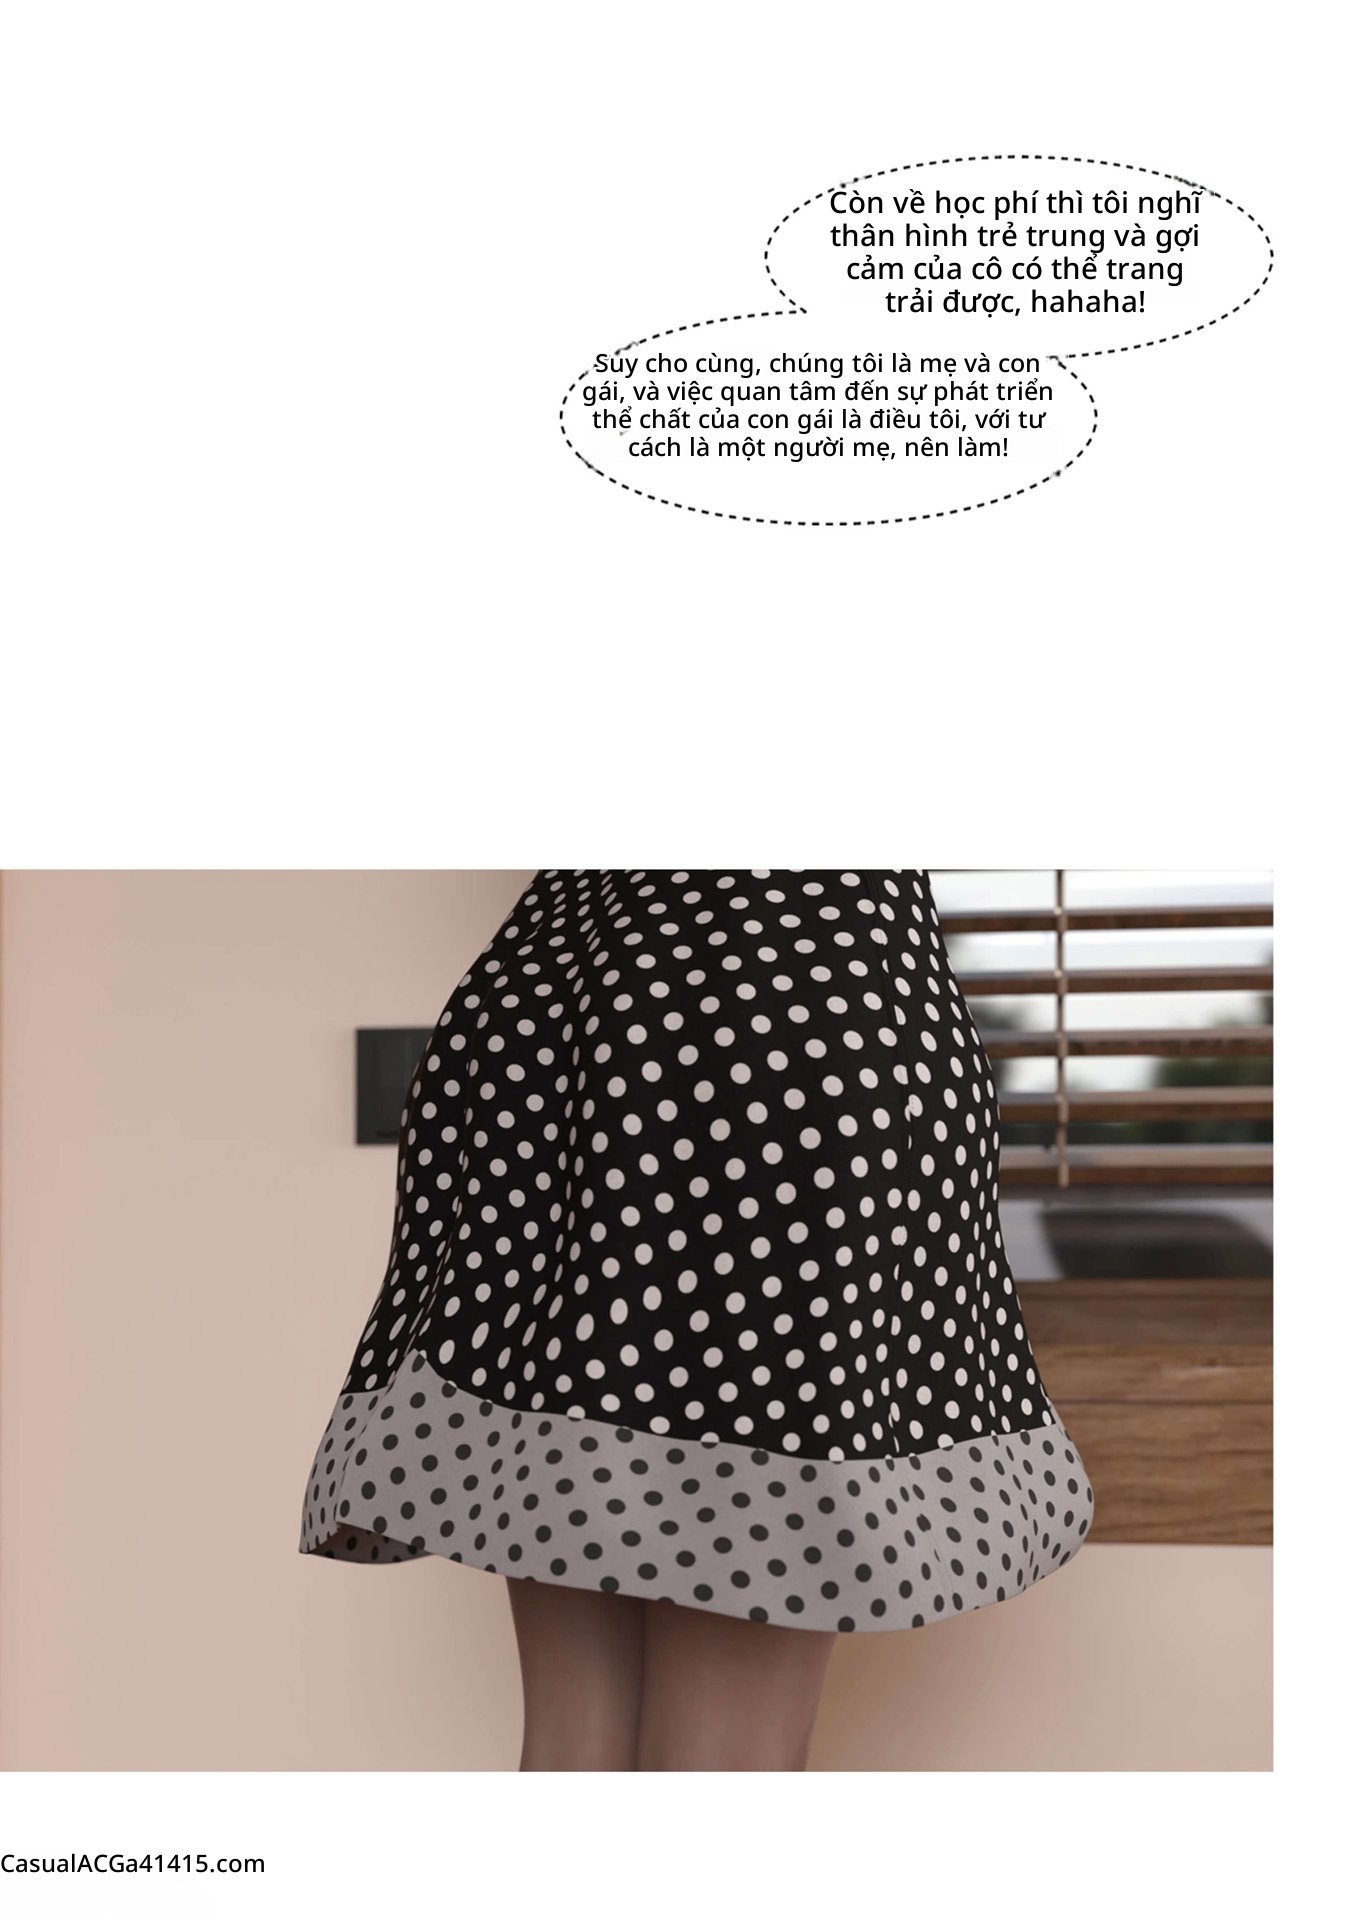 Còn về học phí thì tôi nghĩ
thân hình trẻ trung và gợi
cảm của cô có thể trang
trải được, hahaha!
Suy cho cùng, chúng tôi là mẹ và con
gái, và việc quan tâm đến sự phát triển
thể chất của con gái là điều tôi, với tư
cách là một người mẹ, nên làm!
CasualACGa41415.com